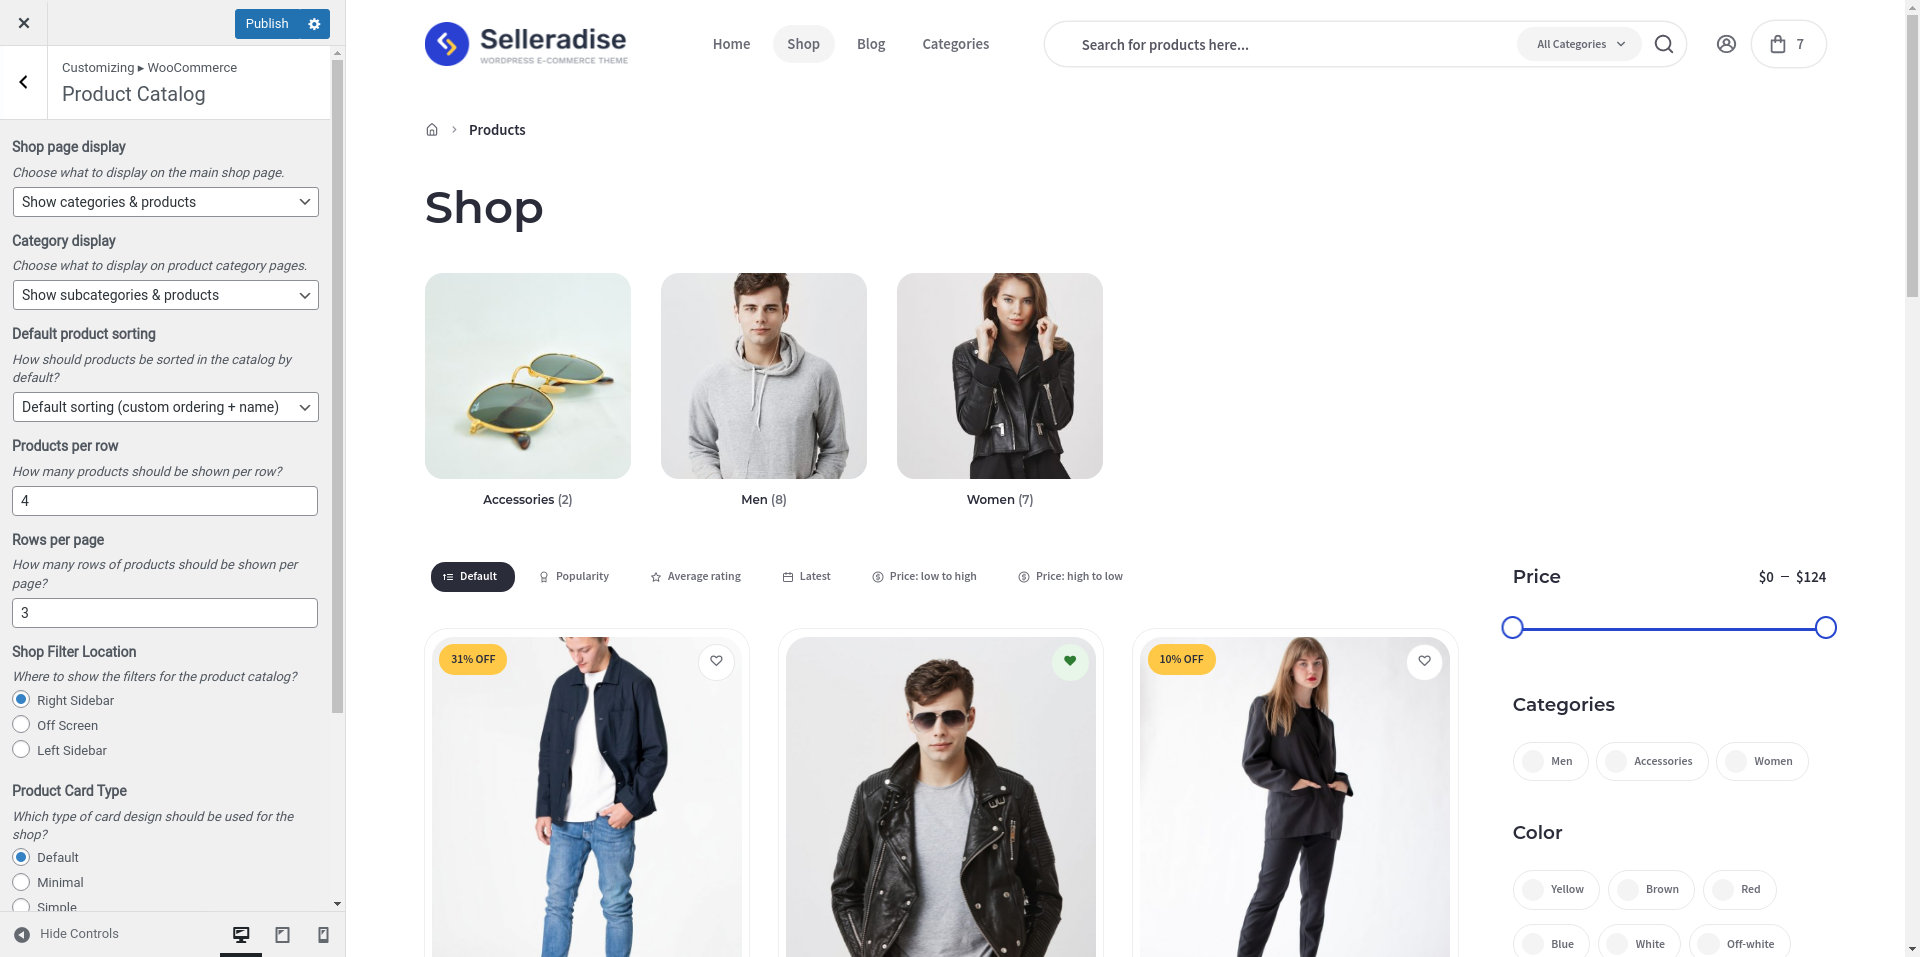 Publish
Customizing ▸ WooCommerce
Product Catalog
Shop page display
Choose what to display on the main shop page.
Show categories & products
Category display
Choose what to display on product category pages.
Show subcategories & products
Default product sorting
How should products be sorted in the catalog by
default?
Default sorting (custom ordering + name)
Products per row
How many products should be shown per row?
4
Rows per page
How many rows of products should be shown per
page?
3
Shop Filter Location
Where to show the filters for the product catalog?
Right Sidebar
Off Screen
Left Sidebar
Product Card Type
Which type of card design should be used for the
shop?
Default
Minimal
Simple
Hide Controls
Selleradise
WORDPRESS E-COMMERCE THEME
Home Shop Blog Categories
Search for products here...
All Categories
7
Products
Shop
Accessories (2)
Men (8)
Women (7)
Default Popularity Average rating Latest Price: low to high Price: high to low
31% OFF
10% OFF
Price $0 – $124
Categories
Men Accessories Women
Color
Yellow Brown Red
Blue White Off-white